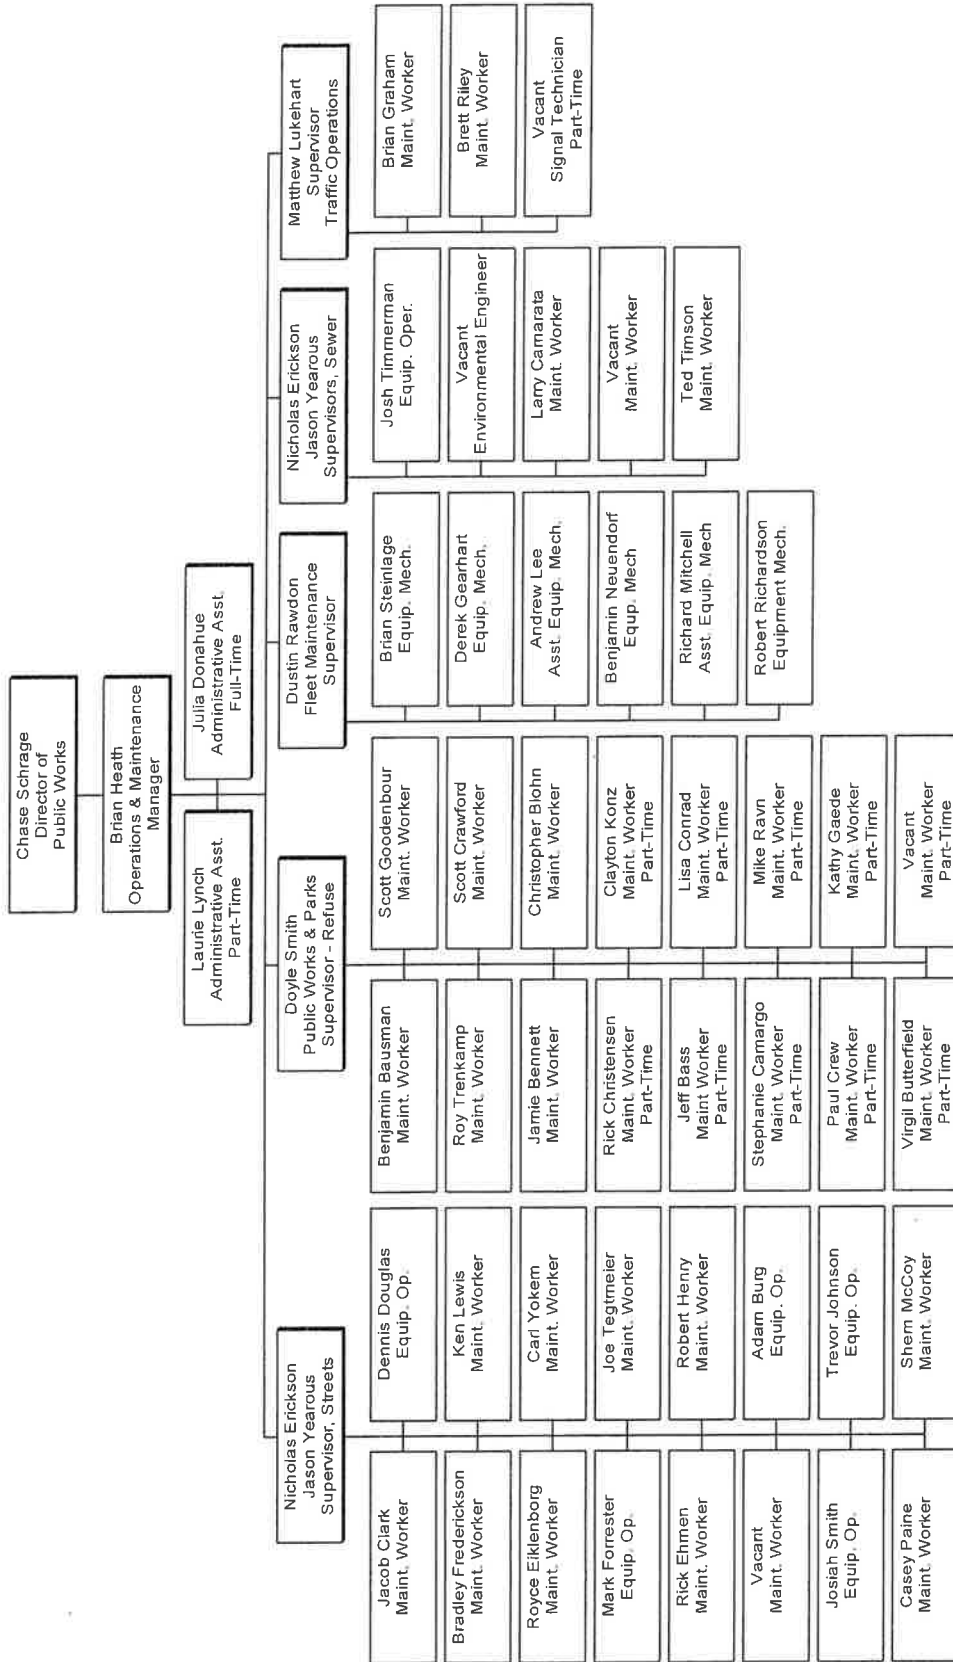 Chase Schrage
Director of
Public Works
Brian Heath
Operations & Maintenance
Manager
Laurie Lynch
Administrative Asst.
Part-Time
Julia Donahue
Administrative Asst.
Full-Time
Nicholas Erickson
Jason Yearous
Supervisor, Streets
Jacob Clark
Maint. Worker
Dennis Douglas
Equip. Op.
Bradley Frederickson
Maint. Worker
Ken Lewis
Maint. Worker
Royce Eiklenborg
Maint. Worker
Carl Yokem
Maint. Worker
Mark Forrester
Equip. Op.
Joe Tegtmeier
Maint. Worker
Rick Ehmen
Maint. Worker
Robert Henry
Maint. Worker
Vacant
Maint. Worker
Adam Burg
Equip. Op.
Josiah Smith
Equip. Op.
Trevor Johnson
Equip. Op.
Casey Paine
Maint. Worker
Shem McCoy
Maint. Worker
Doyle Smith
Public Works & Parks
Supervisor - Refuse
Benjamin Bausman
Maint. Worker
Scott Goodenbour
Maint. Worker
Roy Trenkamp
Maint. Worker
Scott Crawford
Maint. Worker
Jamie Bennett
Maint. Worker
Christopher Blohn
Maint. Worker
Rick Christensen
Maint. Worker
Part-Time
Clayton Konz
Maint. Worker
Part-Time
Jeff Bass
Maint Worker
Part-Time
Lisa Conrad
Maint. Worker
Part-Time
Stephanie Camargo
Maint. Worker
Part-Time
Mike Ravn
Maint. Worker
Part-Time
Paul Crew
Maint. Worker
Part-Time
Kathy Gaede
Maint. Worker
Part-Time
Virgil Butterfield
Maint. Worker
Part-Time
Vacant
Maint. Worker
Part-Time
Dustin Rawdon
Fleet Maintenance
Supervisor
Brian Steinlage
Equip. Mech.
Derek Gearhart
Equip. Mech.
Andrew Lee
Asst. Equip. Mech.
Benjamin Neuendorf
Equp. Mech
Richard Mitchell
Asst. Equip. Mech
Robert Richardson
Equipment Mech.
Nicholas Erickson
Jason Yearous
Supervisors, Sewer
Josh Timmerman
Equip. Oper.
Vacant
Environmental Engineer
Larry Camarata
Maint. Worker
Vacant
Maint. Worker
Ted Timson
Maint. Worker
Matthew Lukehart
Supervisor
Traffic Operations
Brian Graham
Maint. Worker
Brett Riley
Maint. Worker
Vacant
Signal Technician
Part-Time